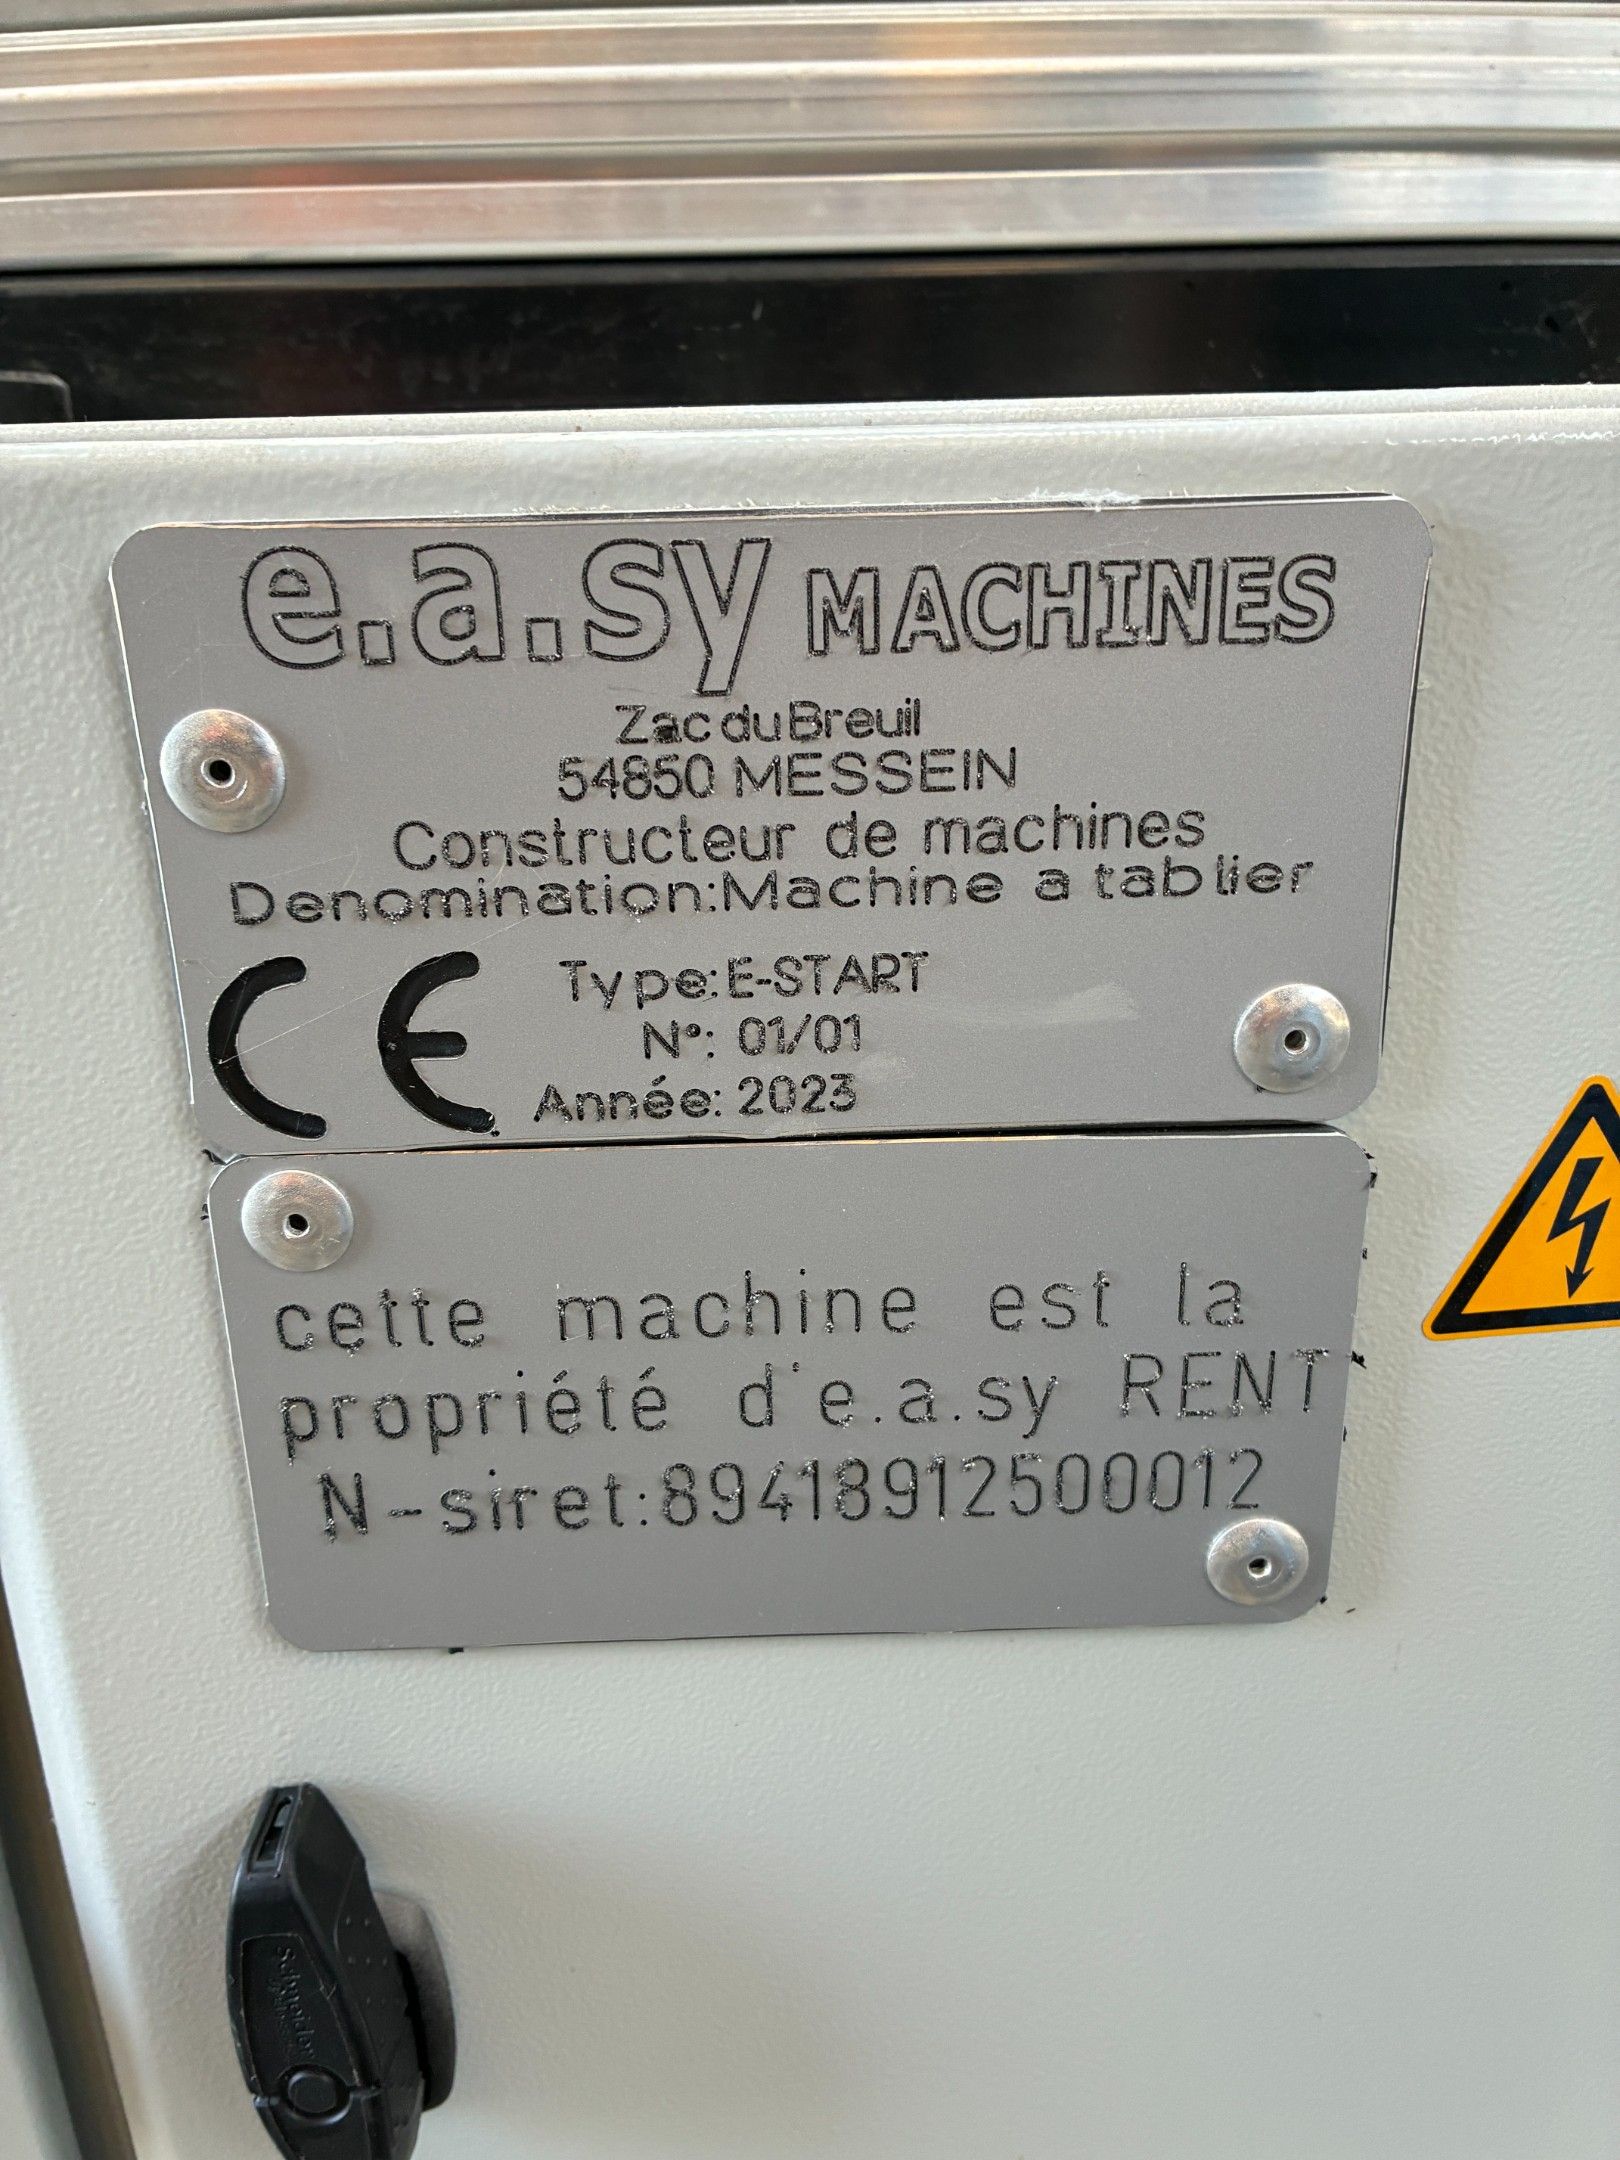 e.a.sy MACHINES
Zac du Breuil
54850 MESSEIN
Constructeur de machines
Denomination:Machine a tablier
CE
Type:E-START
N°: 01/01
Année: 2023
cette machine est la
propriété d'e.a.sy RENT
N-siret:89418912500012
Schneider